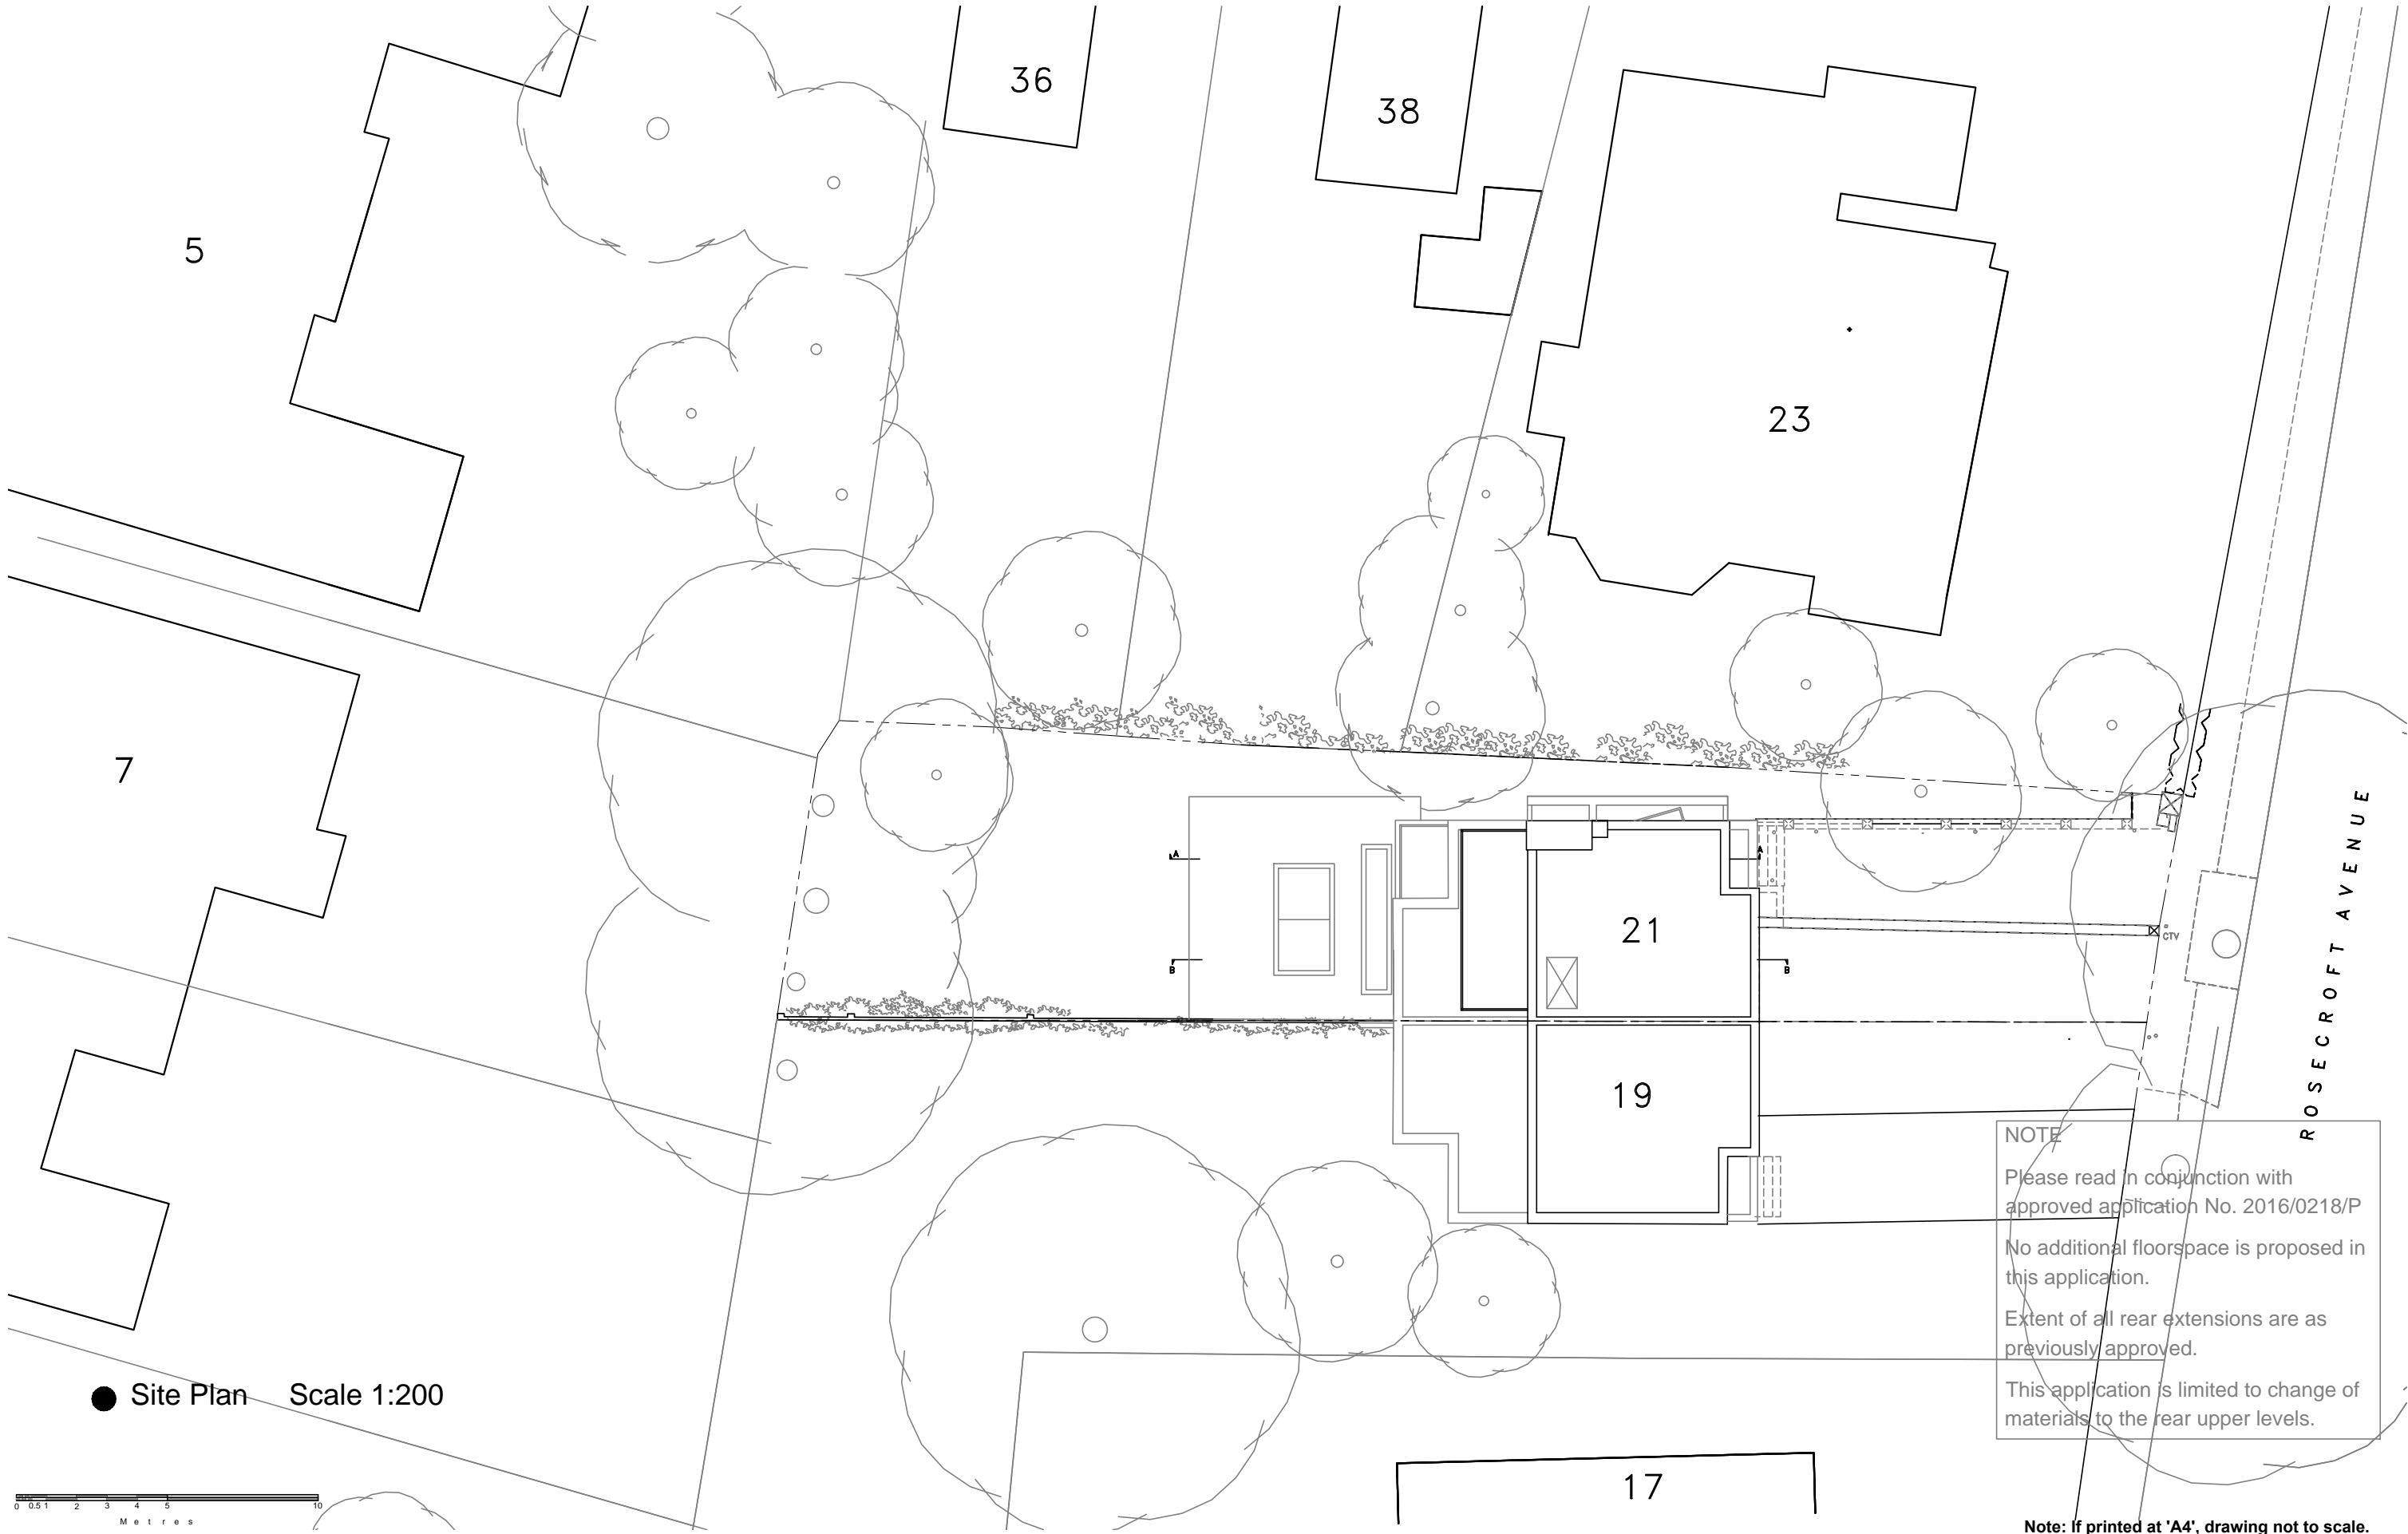 36
38
5
23
7
A
A
21
CTV
B
B
19
ROSECROFT AVENUE
NOTE
Please read in conjunction with
approved application No. 2016/0218/P
No additional floorspace is proposed in
this application.
Extent of all rear extensions are as
previously approved.
This application is limited to change of
materials to the rear upper levels.
Site Plan Scale 1:200
17
0 0.5 1 2 3 4 5 10
Metres
Note: If printed at 'A4', drawing not to scale.